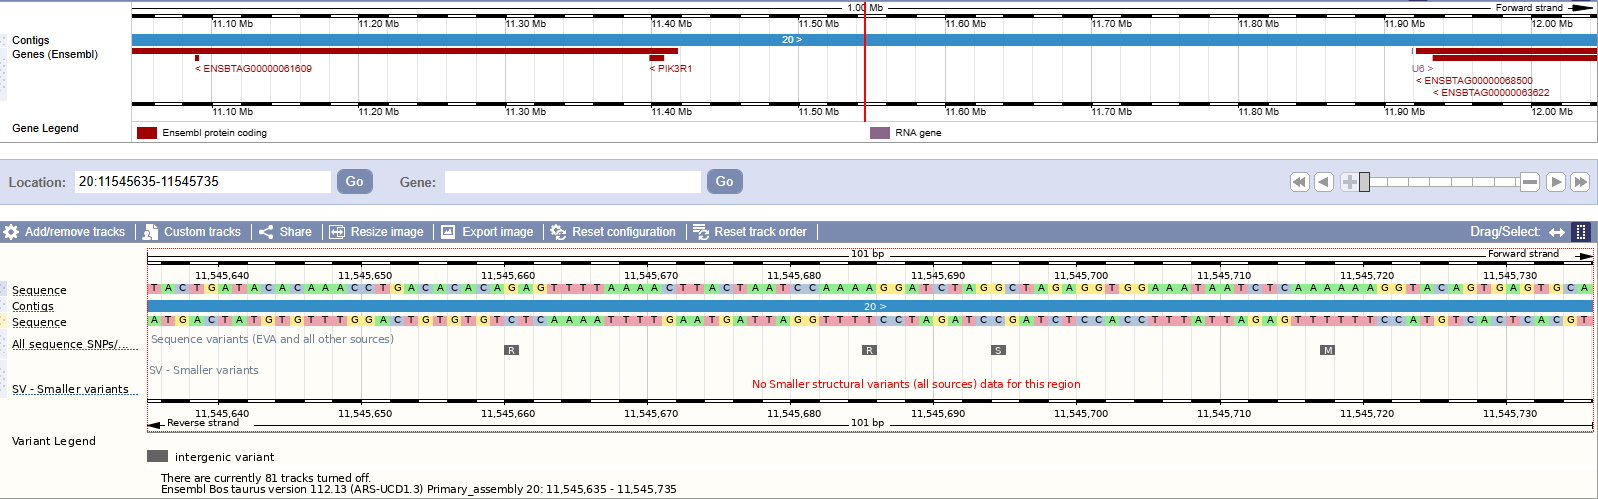 1.00 Mb Forward strand
11.10 Mb 11.20 Mb 11.30 Mb 11.40 Mb 11.50 Mb 11.60 Mb 11.70 Mb 11.80 Mb 11.90 Mb 12.00 Mb
Contigs 20 >
Genes (Ensembl)
< ENSBTAG00000061609 < PIK3R1 U6 >
< ENSBTAG00000068500
< ENSBTAG00000063622
11.10 Mb 11.20 Mb 11.30 Mb 11.40 Mb 11.50 Mb 11.60 Mb 11.70 Mb 11.80 Mb 11.90 Mb 12.00 Mb
Gene Legend Ensembl protein coding RNA gene
Location: 20:11545635-11545735 Go Gene: Go
Add/remove tracks Custom tracks Share Resize image Export image Reset configuration Reset track order Drag/Select:
101 bp Forward strand
11,545,640 11,545,650 11,545,660 11,545,670 11,545,680 11,545,690 11,545,700 11,545,710 11,545,720 11,545,730
Sequence T A C T G A T A C A C A A A C C T G A C A C A C A G A G T T T T A A A A C T T A C T A A T C C A A A A G G A T C T A G G C T A G A G G T G G A A A T A A T C T C A A A A A A G G T A C A G T G A G T G C A
Contigs 20 >
Sequence A T G A C T A T G T G T T T G G A C T G T G T G T C T C A A A A T T T T G A A T G A T T A G G T T T T C C T A G A T C C G A T C T C C A C C T T T A T T A G A G T T T T T T C C A T G T C A C T C A C G T
Sequence variants (EVA and all other sources)
All sequence SNPs/... R R S M
SV - Smaller variants
SV - Smaller variants No Smaller structural variants (all sources) data for this region
11,545,640 11,545,650 11,545,660 11,545,670 11,545,680 11,545,690 11,545,700 11,545,710 11,545,720 11,545,730
Reverse strand 101 bp
Variant Legend
intergenic variant
There are currently 81 tracks turned off.
Ensembl Bos taurus version 112.13 (ARS-UCD1.3) Primary_assembly 20: 11,545,635 - 11,545,735